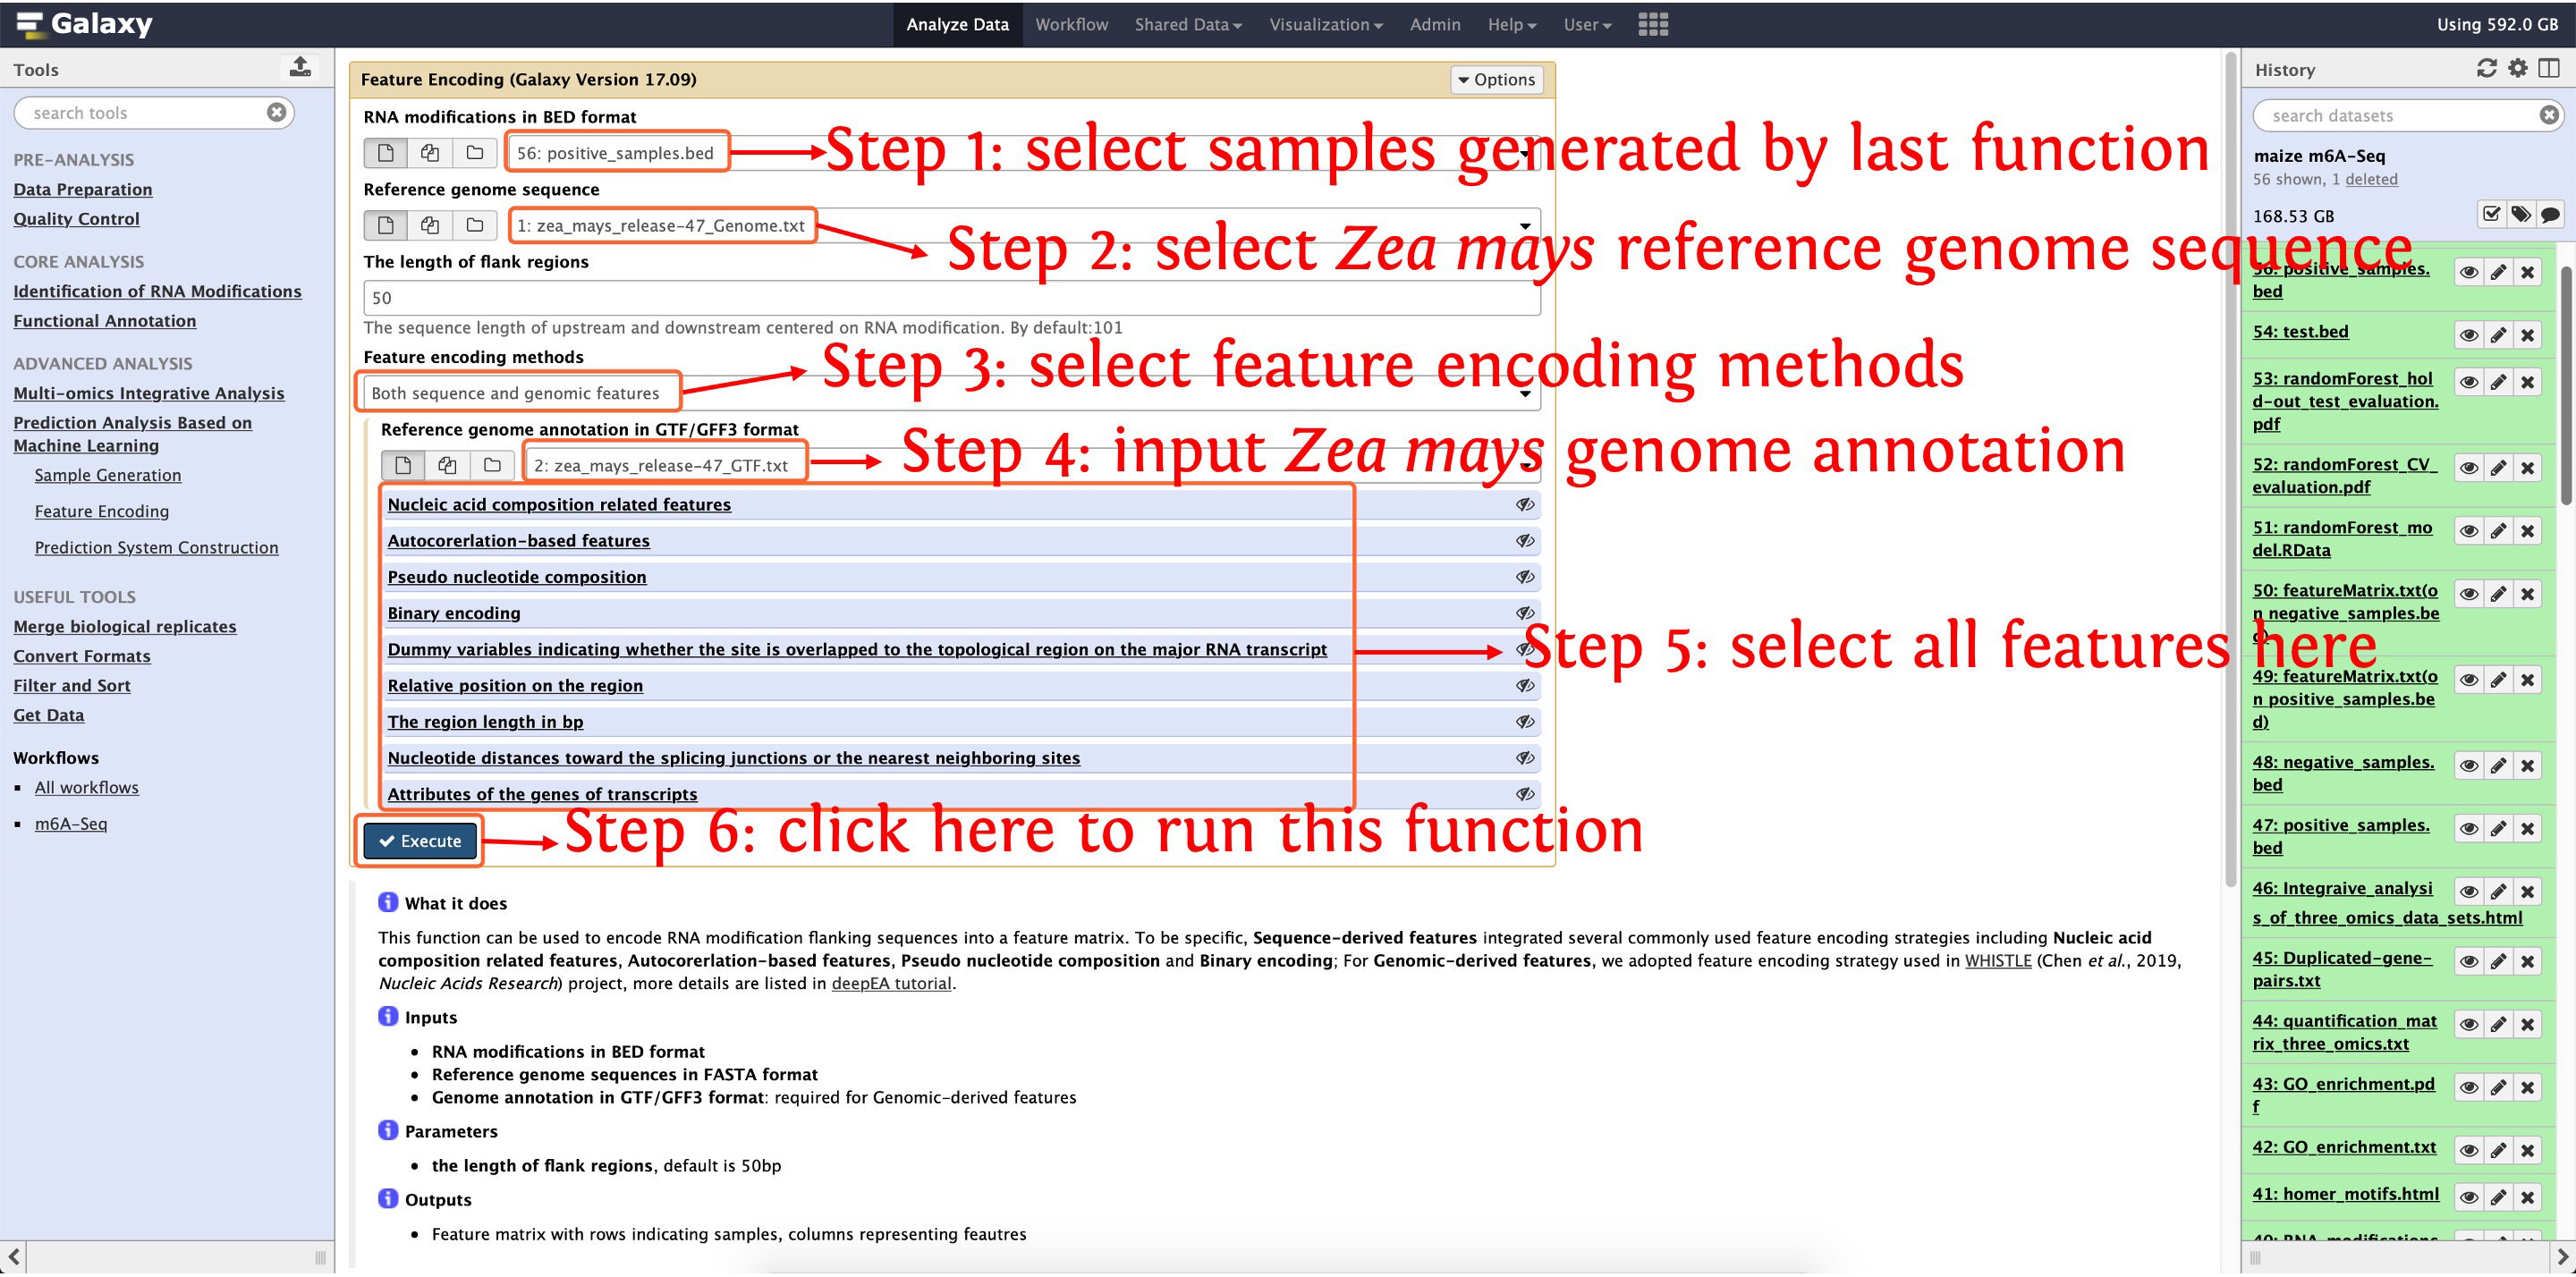 Galaxy
Analyze Data
Workflow
Shared Data
Visualization
Admin
Help
User
Using 592.0 GB
Tools
search tools
PRE-ANALYSIS
Data Preparation
Quality Control
CORE ANALYSIS
Identification of RNA Modifications
Functional Annotation
ADVANCED ANALYSIS
Multi-omics Integrative Analysis
Prediction Analysis Based on
Machine Learning
Sample Generation
Feature Encoding
Prediction System Construction
USEFUL TOOLS
Merge biological replicates
Convert Formats
Filter and Sort
Get Data
Workflows
All workflows
m6A-Seq
Feature Encoding (Galaxy Version 17.09)
Options
RNA modifications in BED format
56: positive_samples.bed
Step 1: select samples generated by last function
Reference genome sequence
1: zea_mays_release-47_Genome.txt
Step 2: select Zea mays reference genome sequence
The length of flank regions
50
The sequence length of upstream and downstream centered on RNA modification. By default:101
Feature encoding methods
Step 3: select feature encoding methods
Both sequence and genomic features
Reference genome annotation in GTF/GFF3 format
2: zea_mays_release-47_GTF.txt
Step 4: input Zea mays genome annotation
Nucleic acid composition related features
Autocorerlation-based features
Pseudo nucleotide composition
Binary encoding
Dummy variables indicating whether the site is overlapped to the topological region on the major RNA transcript
Step 5: select all features here
Relative position on the region
The region length in bp
Nucleotide distances toward the splicing junctions or the nearest neighboring sites
Attributes of the genes of transcripts
Execute
Step 6: click here to run this function
What it does
This function can be used to encode RNA modification flanking sequences into a feature matrix. To be specific, Sequence-derived features integrated several commonly used feature encoding strategies including Nucleic acid
composition related features, Autocorerlation-based features, Pseudo nucleotide composition and Binary encoding; For Genomic-derived features, we adopted feature encoding strategy used in WHISTLE (Chen et al., 2019,
Nucleic Acids Research) project, more details are listed in deepEA tutorial.
Inputs
RNA modifications in BED format
Reference genome sequences in FASTA format
Genome annotation in GTF/GFF3 format: required for Genomic-derived features
Parameters
the length of flank regions, default is 50bp
Outputs
Feature matrix with rows indicating samples, columns representing feautres
History
search datasets
maize m6A-Seq
56 shown, 1 deleted
168.53 GB
56: positive_samples.
bed
54: test.bed
53: randomForest_hol
d-out_test_evaluation.
pdf
52: randomForest_CV_
evaluation.pdf
51: randomForest_mo
del.RData
50: featureMatrix.txt(o
n negative_samples.be
d)
49: featureMatrix.txt(o
n positive_samples.be
d)
48: negative_samples.
bed
47: positive_samples.
bed
46: Integraive_analysi
s_of_three_omics_data_sets.html
45: Duplicated-gene-
pairs.txt
44: quantification_mat
rix_three_omics.txt
43: GO_enrichment.pd
f
42: GO_enrichment.txt
41: homer_motifs.html
40: RNA_modifications